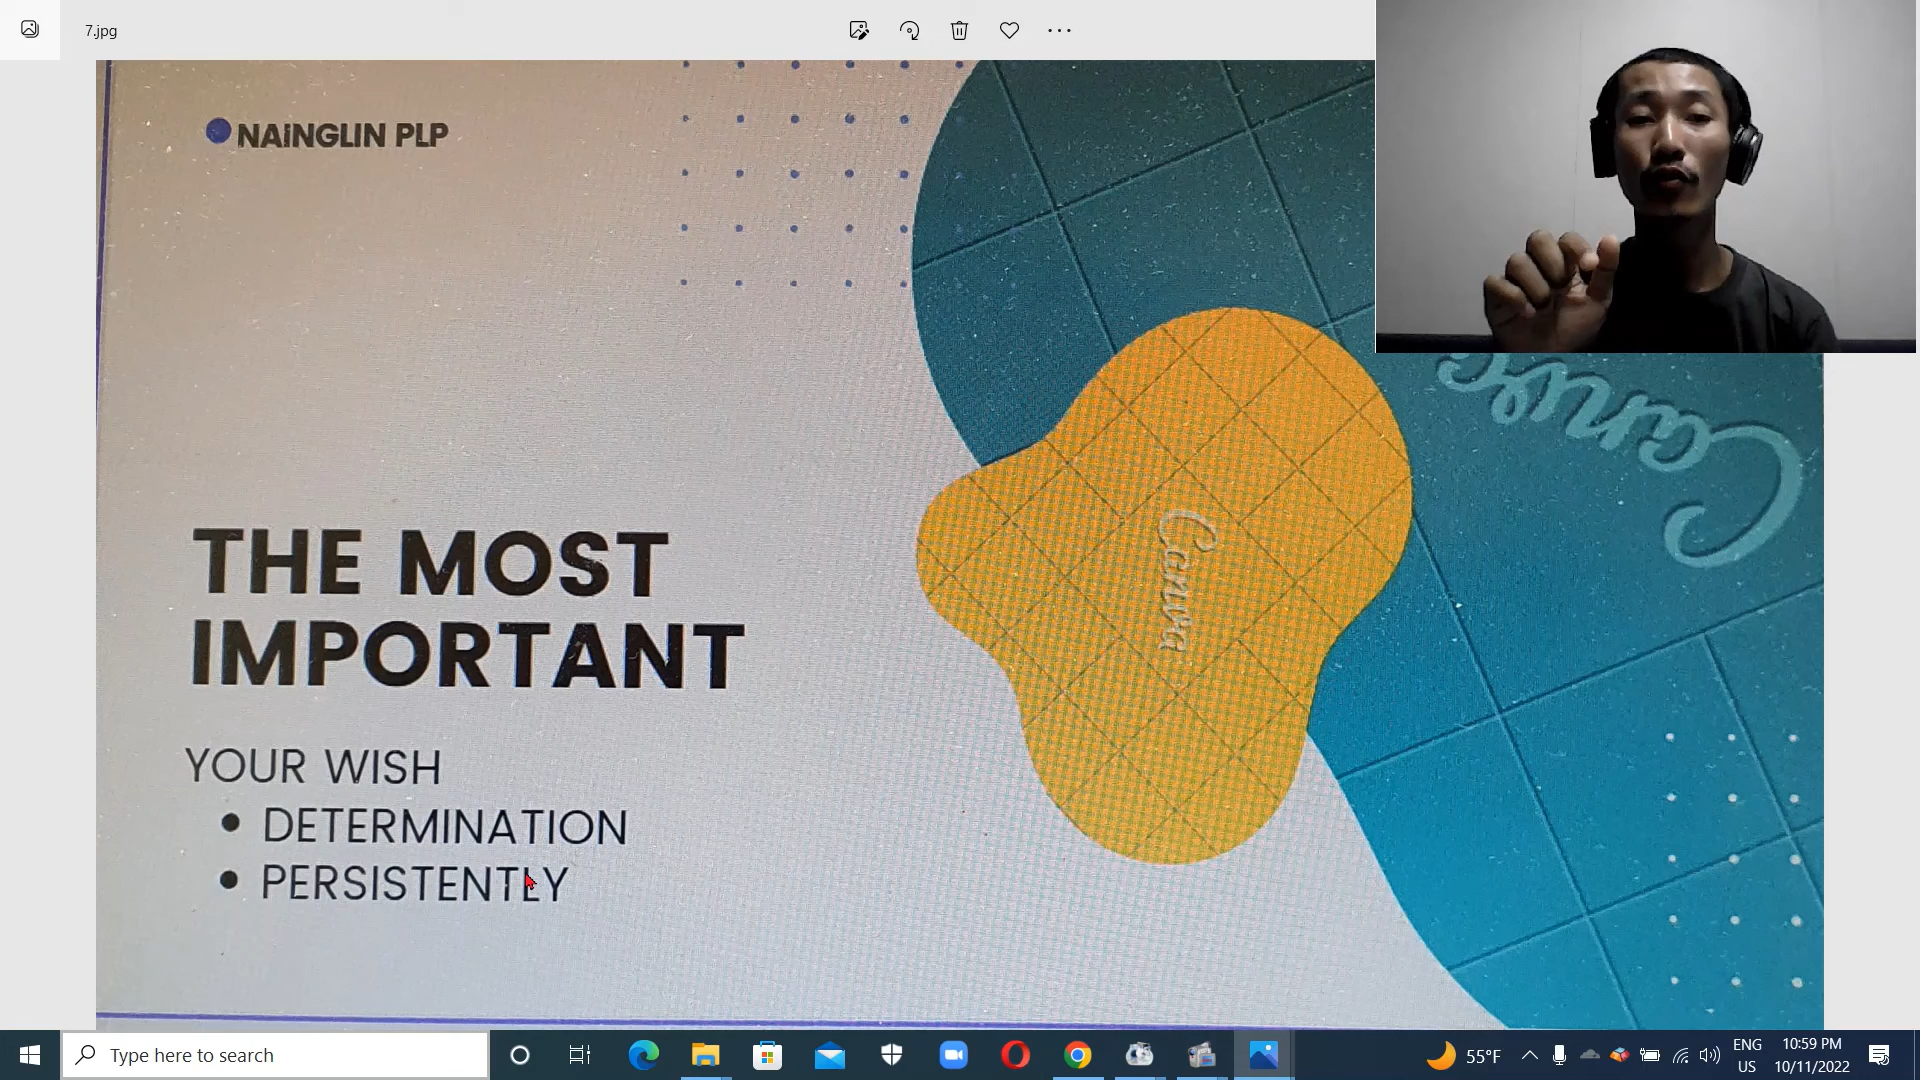 7.jpg
NAINGLIN PLP
Canva
Canva
THE MOST
IMPORTANT
YOUR WISH
• DETERMINATION
• PERSISTENTLY
Type here to search
55°F
ENG
US
10:59 PM
10/11/2022